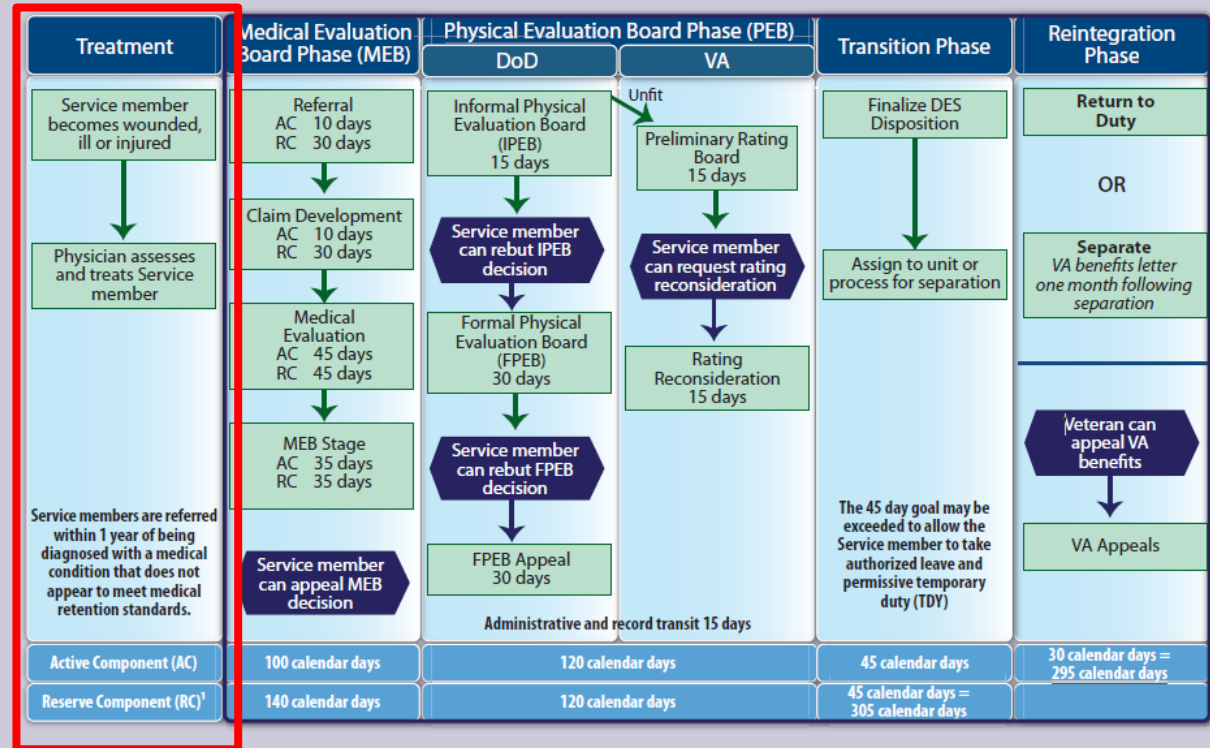 Treatment
Service member
becomes wounded,
ill or injured
Physician assesses
and treats Service
member
Service members are referred
within 1 year of being
diagnosed with a medical
condition that does not
appear to meet medical
retention standards.
Medical Evaluation
Board Phase (MEB)
Referral
AC 10 days
RC 30 days
Claim Development
AC 10 days
RC 30 days
Medical
Evaluation
AC 45 days
RC 45 days
MEB Stage
AC 35 days
RC 35 days
Service member
can appeal MEB
decision
Physical Evaluation Board Phase (PEB)
DoD
Informal Physical
Evaluation Board
(IPEB)
15 days
Service member
can rebut IPEB
decision
Formal Physical
Evaluation Board
(FPEB)
30 days
Service member
can rebut FPEB
decision
FPEB Appeal
30 days
VA
Unfit
Preliminary Rating
Board
15 days
Service member
can request rating
reconsideration
Rating
Reconsideration
15 days
Administrative and record transit 15 days
Transition Phase
Finalize DES
Disposition
Assign to unit or
process for separation
The 45 day goal may be
exceeded to allow the
Service member to take
authorized leave and
permissive temporary
duty (TDY)
Reintegration
Phase
Return to
Duty
OR
Separate
VA benefits letter
one month following
separation
Veteran can
appeal VA
benefits
VA Appeals
Active Component (AC)
100 calendar days
120 calendar days
45 calendar days
30 calendar days =
295 calendar days
Reserve Component (RC)¹
140 calendar days
120 calendar days
45 calendar days =
305 calendar days